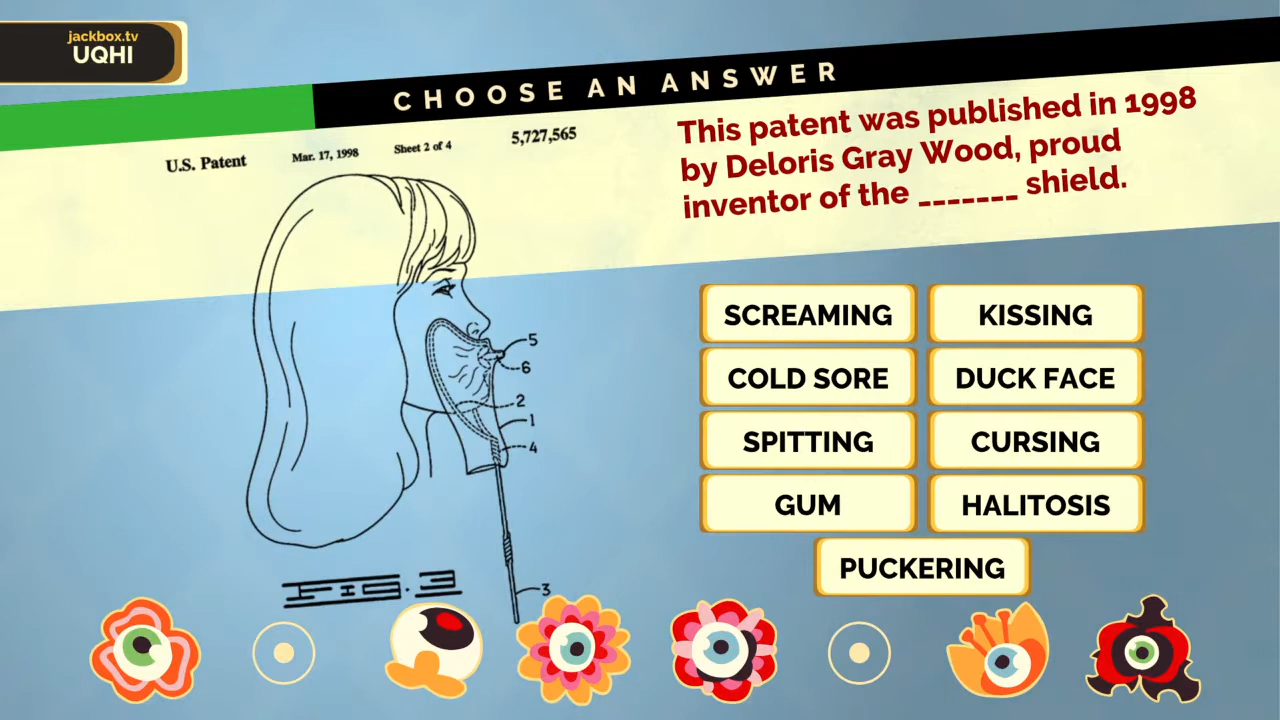 jackbox.tv
UQHI
CHOOSE AN ANSWER
U.S. Patent Mar. 17, 1998 Sheet 2 of 4 5,727,565
This patent was published in 1998
by Deloris Gray Wood, proud
inventor of the _______ shield.
5
6
2
1
4
3
FIG. 3
SCREAMING KISSING
COLD SORE DUCK FACE
SPITTING CURSING
GUM HALITOSIS
PUCKERING